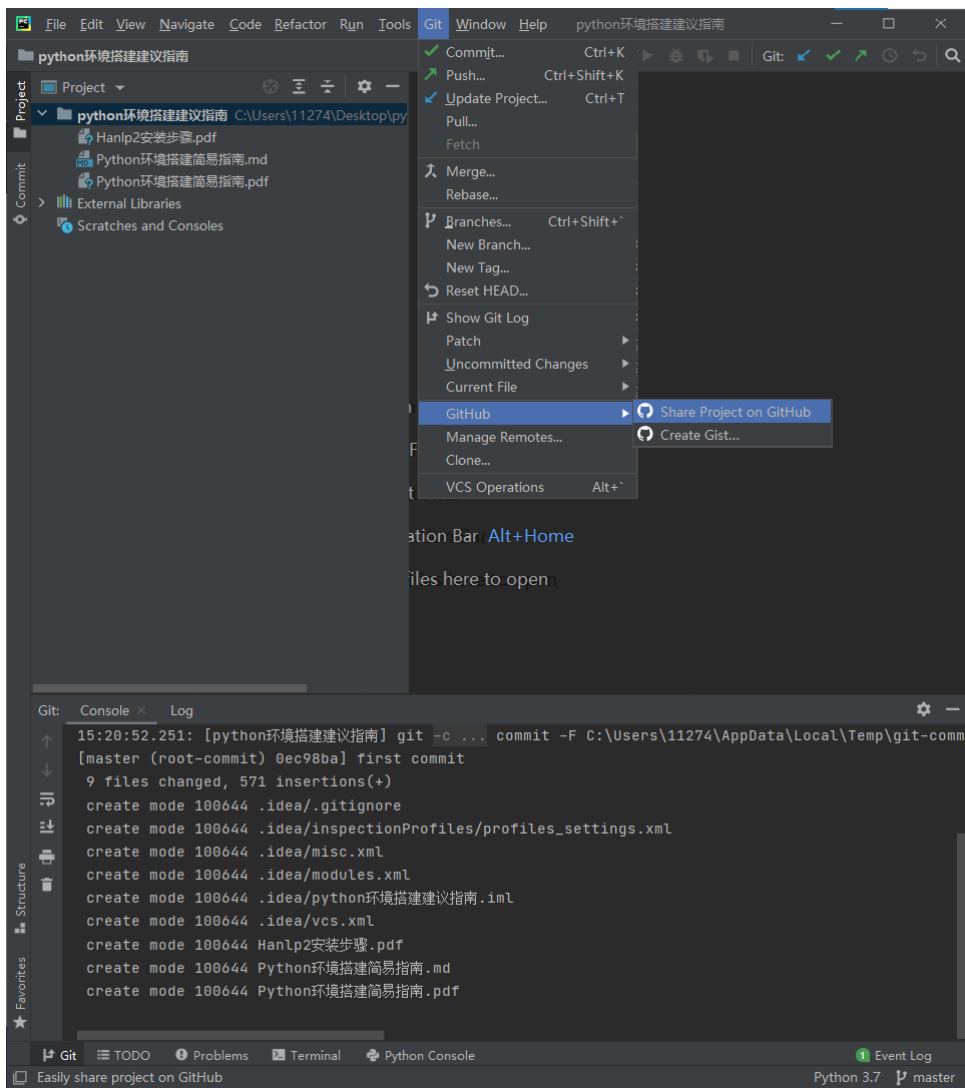 PC File Edit View Navigate Code Refactor Run Tools Git Window Help python环境搭建建议指南
python环境搭建建议指南 Git:
Project
Project
python环境搭建建议指南 C:\Users\11274\Desktop\py
Hanlp2安装步骤.pdf
MD Python环境搭建简易指南.md
Python环境搭建简易指南.pdf
External Libraries
Scratches and Consoles
Commit
Commit... Ctrl+K
Push... Ctrl+Shift+K
Update Project... Ctrl+T
Pull...
Fetch
Merge...
Rebase...
Branches... Ctrl+Shift+`
New Branch...
New Tag...
Reset HEAD...
Show Git Log
Patch
Uncommitted Changes
Current File
GitHub
Share Project on GitHub
Create Gist...
Manage Remotes...
Clone...
VCS Operations Alt+`
ation Bar Alt+Home
files here to open
Git: Console Log
15:20:52.251: [python环境搭建建议指南] git -c ... commit -F C:\Users\11274\AppData\Local\Temp\git-comm
[master (root-commit) 0ec98ba] first commit
9 files changed, 571 insertions(+)
create mode 100644 .idea/.gitignore
create mode 100644 .idea/inspectionProfiles/profiles_settings.xml
create mode 100644 .idea/misc.xml
create mode 100644 .idea/modules.xml
create mode 100644 .idea/python环境搭建建议指南.iml
create mode 100644 .idea/vcs.xml
create mode 100644 Hanlp2安装步骤.pdf
create mode 100644 Python环境搭建简易指南.md
create mode 100644 Python环境搭建简易指南.pdf
Structure
Favorites
Git TODO Problems Terminal Python Console 1 Event Log
Easily share project on GitHub Python 3.7 master